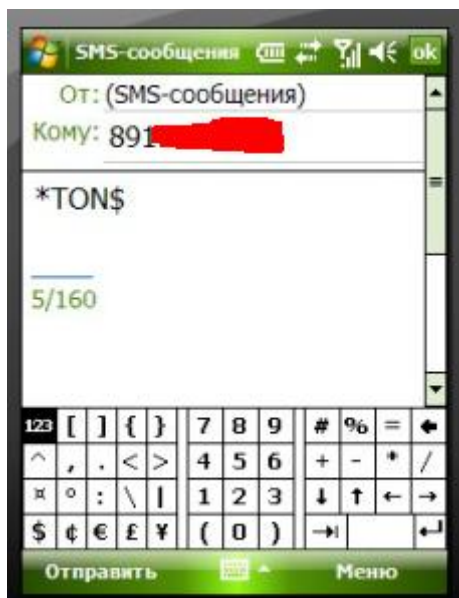 SMS-сообщения ok
От: (SMS-сообщения)
Кому: 891
*TON$
5/160
123 [ ] { } 7 8 9 # % = ←
^ , . < > 4 5 6 + - * /
¤ ° : \ | 1 2 3 ↓ ↑ ← →
$ ¢ € £ ¥ ( 0 ) →| ↵
Отправить Меню